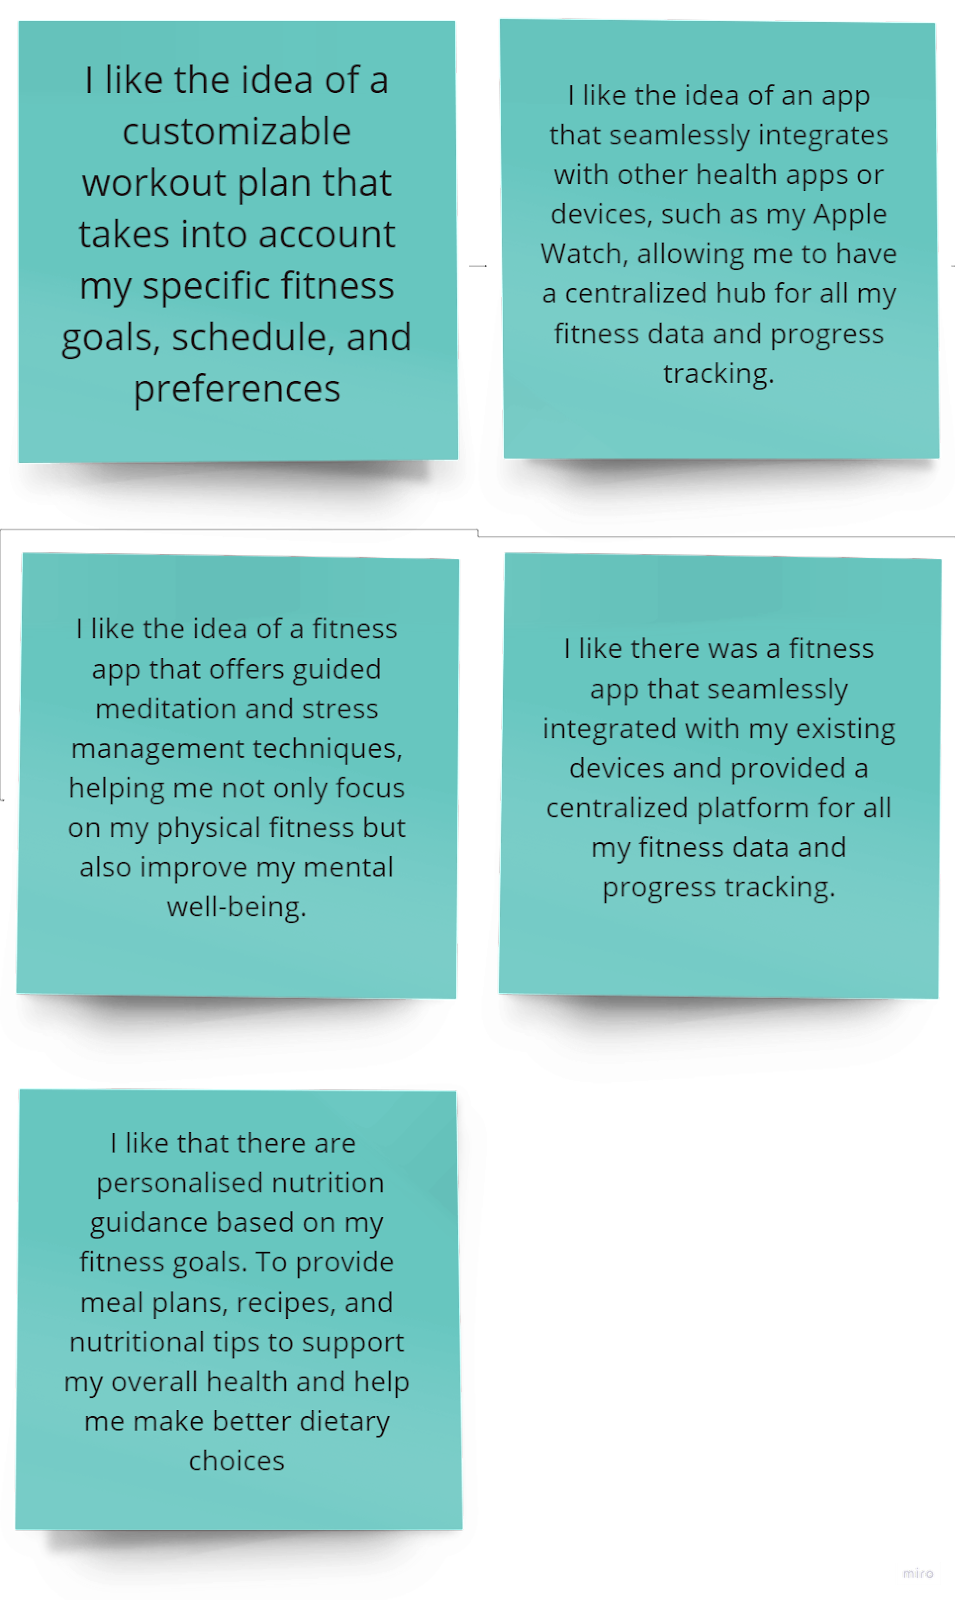 I like the idea of a
customizable
workout plan that
takes into account
my specific fitness
goals, schedule, and
preferences
I like the idea of an app
that seamlessly integrates
with other health apps or
devices, such as my Apple
Watch, allowing me to have
a centralized hub for all my
fitness data and progress
tracking.
I like the idea of a fitness
app that offers guided
meditation and stress
management techniques,
helping me not only focus
on my physical fitness but
also improve my mental
well-being.
I like there was a fitness
app that seamlessly
integrated with my existing
devices and provided a
centralized platform for all
my fitness data and
progress tracking.
I like that there are
personalised nutrition
guidance based on my
fitness goals. To provide
meal plans, recipes, and
nutritional tips to support
my overall health and help
me make better dietary
choices
miro